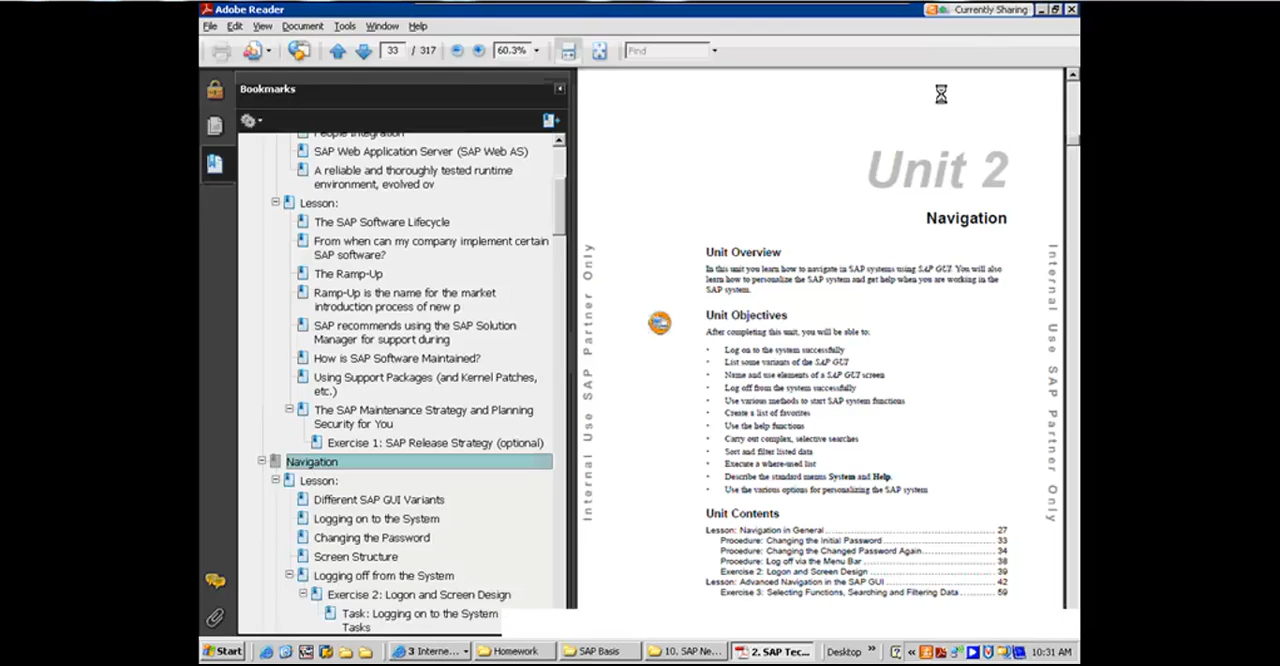 Adobe Reader
Currently Sharing
File Edit View Document Tools Window Help
33 / 317
60.3%
Find
Bookmarks
People Integration
SAP Web Application Server (SAP Web AS)
A reliable and thoroughly tested runtime
environment, evolved ov
Lesson:
The SAP Software Lifecycle
From when can my company implement certain
SAP software?
The Ramp-Up
Ramp-Up is the name for the market
introduction process of new p
SAP recommends using the SAP Solution
Manager for support during
How is SAP Software Maintained?
Using Support Packages (and Kernel Patches,
etc.)
The SAP Maintenance Strategy and Planning
Security for You
Exercise 1: SAP Release Strategy (optional)
Navigation
Lesson:
Different SAP GUI Variants
Logging on to the System
Changing the Password
Screen Structure
Logging off from the System
Exercise 2: Logon and Screen Design
Task: Logging on to the System
Tasks
Internal Use SAP Partner Only
Unit 2
Navigation
Unit Overview
In this unit you learn how to navigate in SAP systems using SAP GUI. You will also
learn how to personalize the SAP system and get help when you are working in the
SAP system.
Unit Objectives
After completing this unit, you will be able to:
• Log on to the system successfully
• List some variants of the SAP GUI
• Name and use elements of a SAP GUI screen
• Log off from the system successfully
• Use various methods to start SAP system functions
• Create a list of favorites
• Use the help functions
• Carry out complex, selective searches
• Sort and filter listed data
• Execute a where-used list
• Describe the standard menus System and Help.
• Use the various options for personalizing the SAP system
Unit Contents
Lesson: Navigation in General 27
Procedure: Changing the Initial Password 33
Procedure: Changing the Changed Password Again 34
Procedure: Log off via the Menu Bar 38
Exercise 2: Logon and Screen Design 39
Lesson: Advanced Navigation in the SAP GUI 42
Exercise 3: Selecting Functions, Searching and Filtering Data 59
Internal Use SAP Partner Only
Start
3 Interne...
Homework
SAP Basis
10. SAP Ne...
2. SAP Tec...
Desktop
10:31 AM